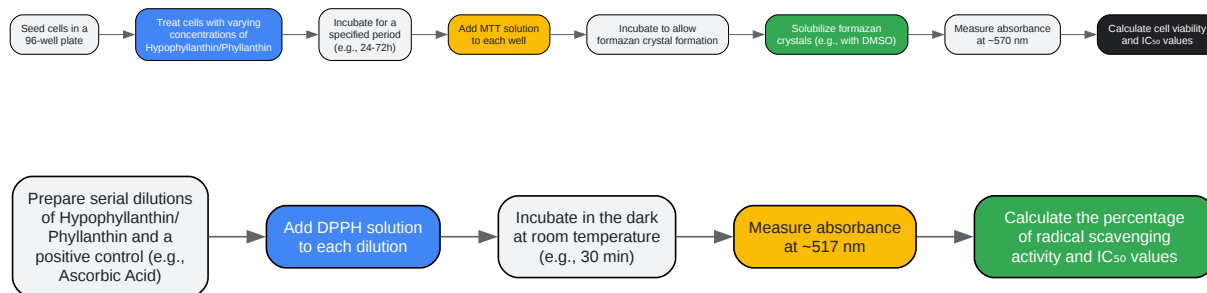 Seed cells in a
96-well plate
Treat cells with varying
concentrations of
Hypophyllanthin/Phyllanthin
Incubate for a
specified period
(e.g., 24-72h)
Add MTT solution
to each well
Incubate to allow
formazan crystal formation
Solubilize formazan
crystals (e.g., with DMSO)
Measure absorbance
at ~570 nm
Calculate cell viability
and IC₅₀ values
Prepare serial dilutions
of Hypophyllanthin/
Phyllanthin and a
positive control (e.g.,
Ascorbic Acid)
Add DPPH solution
to each dilution
Incubate in the dark
at room temperature
(e.g., 30 min)
Measure absorbance
at ~517 nm
Calculate the percentage
of radical scavenging
activity and IC₅₀ values